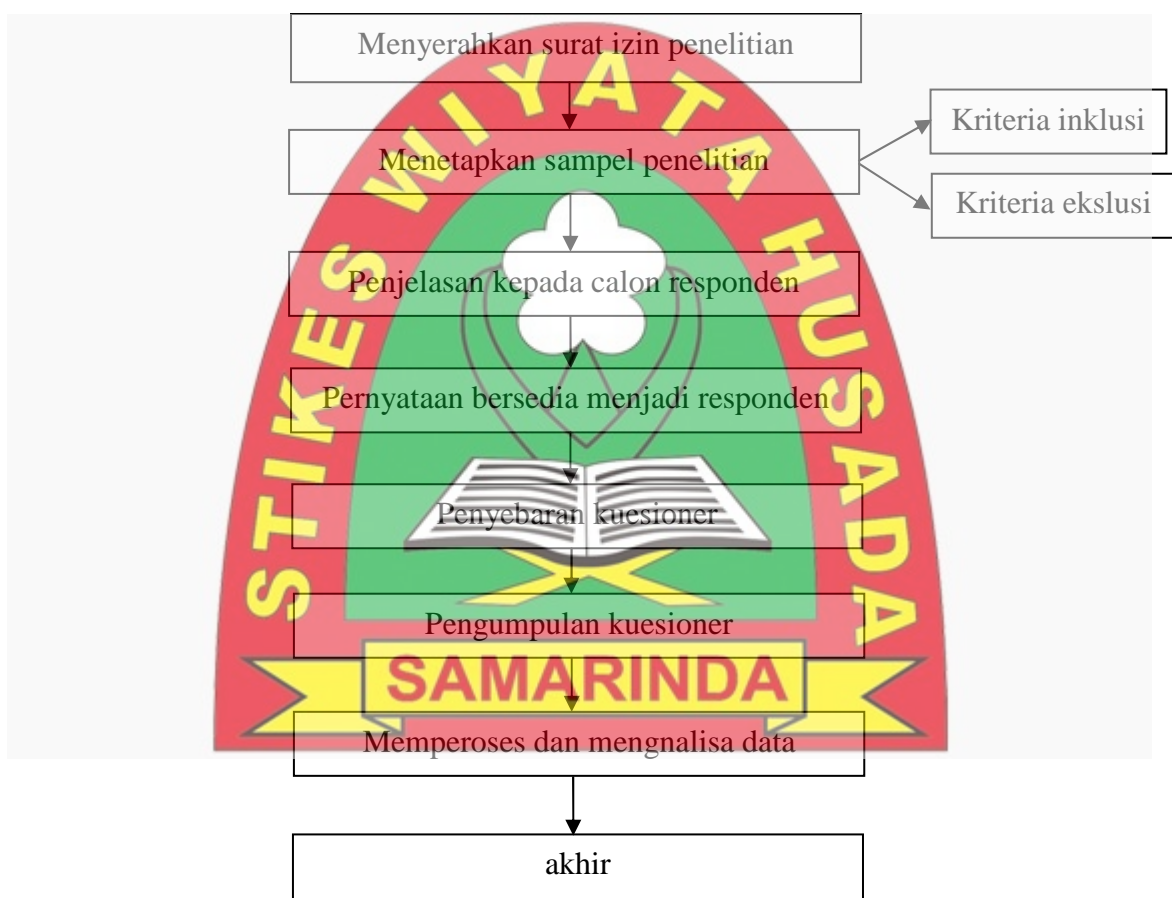 Menyerahkan surat izin penelitian
Menetapkan sampel penelitian
Kriteria inklusi
Kriteria ekslusi
Penjelasan kepada calon responden
Pernyataan bersedia menjadi responden
Penyebaran kuesioner
Pengumpulan kuesioner
Memperoses dan mengnalisa data
akhir
STIKES WIYATA HUSADA
SAMARINDA